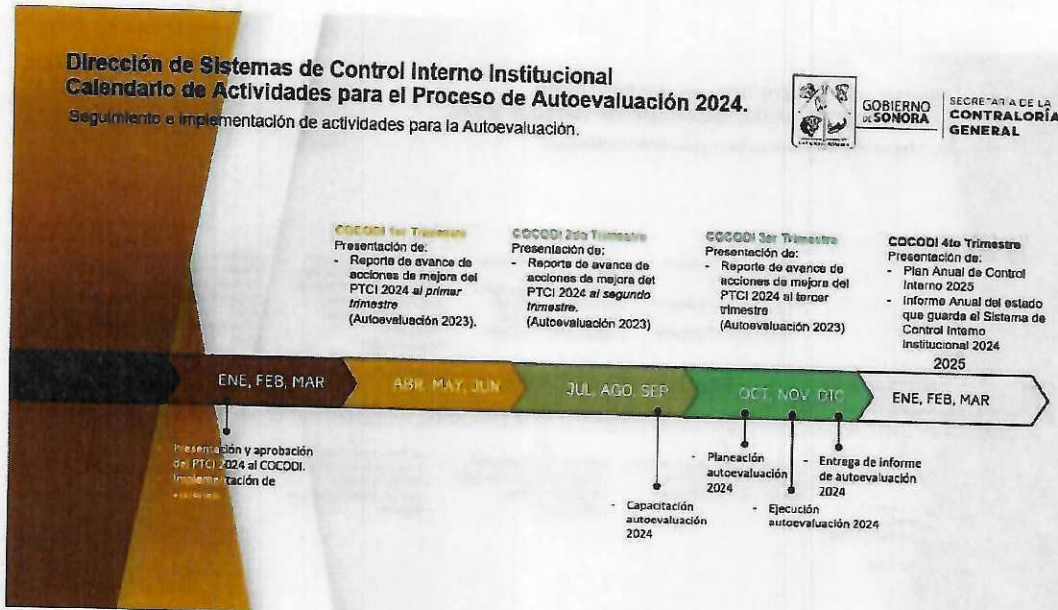 Dirección de Sistemas de Control Interno Institucional
Calendario de Actividades para el Proceso de Autoevaluación 2024.
Seguimiento e implementación de actividades para la Autoevaluación.
GOBIERNO
DE SONORA
SECRETARÍA DE LA
CONTRALORÍA
GENERAL
COCODI 1er Trimestre
Presentación de:
- Reporte de avance de
acciones de mejora del
PTCI 2024 al primer
trimestre
(Autoevaluación 2023).
COCODI 2do Trimestre
Presentación de:
- Reporte de avance de
acciones de mejora del
PTCI 2024 al segundo
trimestre.
(Autoevaluación 2023)
COCODI 3er Trimestre
Presentación de:
- Reporte de avance de
acciones de mejora del
PTCI 2024 al tercer
trimestre
(Autoevaluación 2023)
COCODI 4to Trimestre
Presentación de:
- Plan Anual de Control
Interno 2025
- Informe Anual del estado
que guarda el Sistema de
Control Interno
Institucional 2024
2025
ENE, FEB, MAR
ABR, MAY, JUN
JUL, AGO, SEP
OCT, NOV, DIC
ENE, FEB, MAR
Presentación y aprobación
del PTCI 2024 al COCODI.
Implementación de
- Capacitación
autoevaluación
2024
- Planeación
autoevaluación
2024
- Ejecución
autoevaluación 2024
- Entrega de informe
de autoevaluación
2024